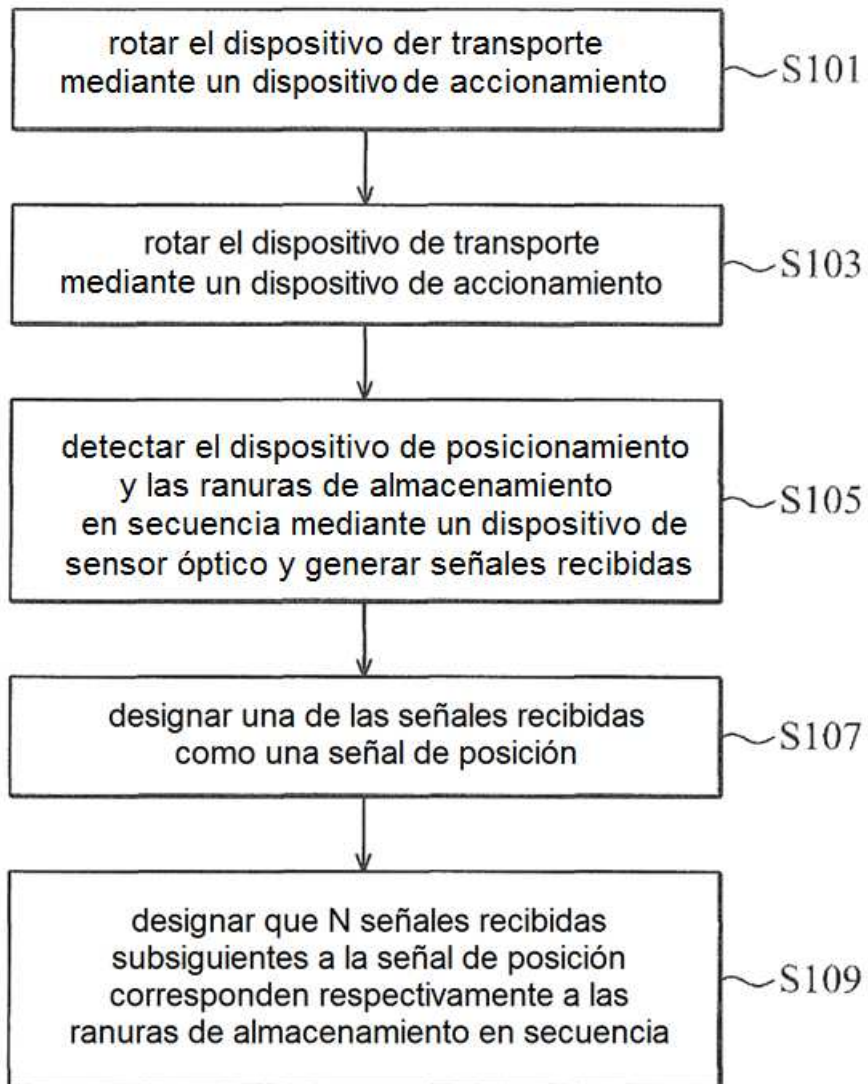 rotar el dispositivo der transporte
mediante un dispositivo de accionamiento
S101
rotar el dispositivo de transporte
mediante un dispositivo de accionamiento
S103
detectar el dispositivo de posicionamiento
y las ranuras de almacenamiento
en secuencia mediante un dispositivo de
sensor óptico y generar señales recibidas
S105
designar una de las señales recibidas
como una señal de posición
S107
designar que N señales recibidas
subsiguientes a la señal de posición
corresponden respectivamente a las
ranuras de almacenamiento en secuencia
S109